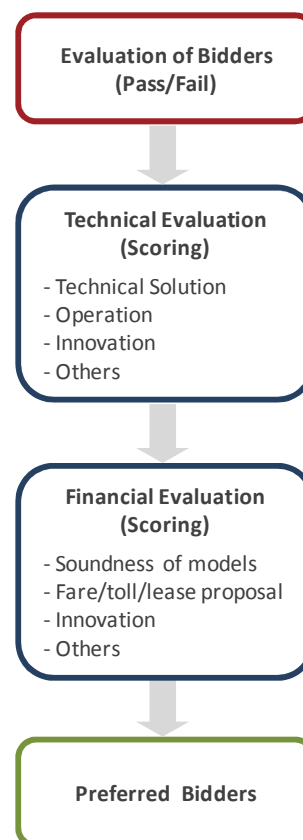 Evaluation of Bidders
(Pass/Fail)
Technical Evaluation
(Scoring)
- Technical Solution
- Operation
- Innovation
- Others
Financial Evaluation
(Scoring)
- Soundness of models
- Fare/toll/lease proposal
- Innovation
- Others
Preferred Bidders